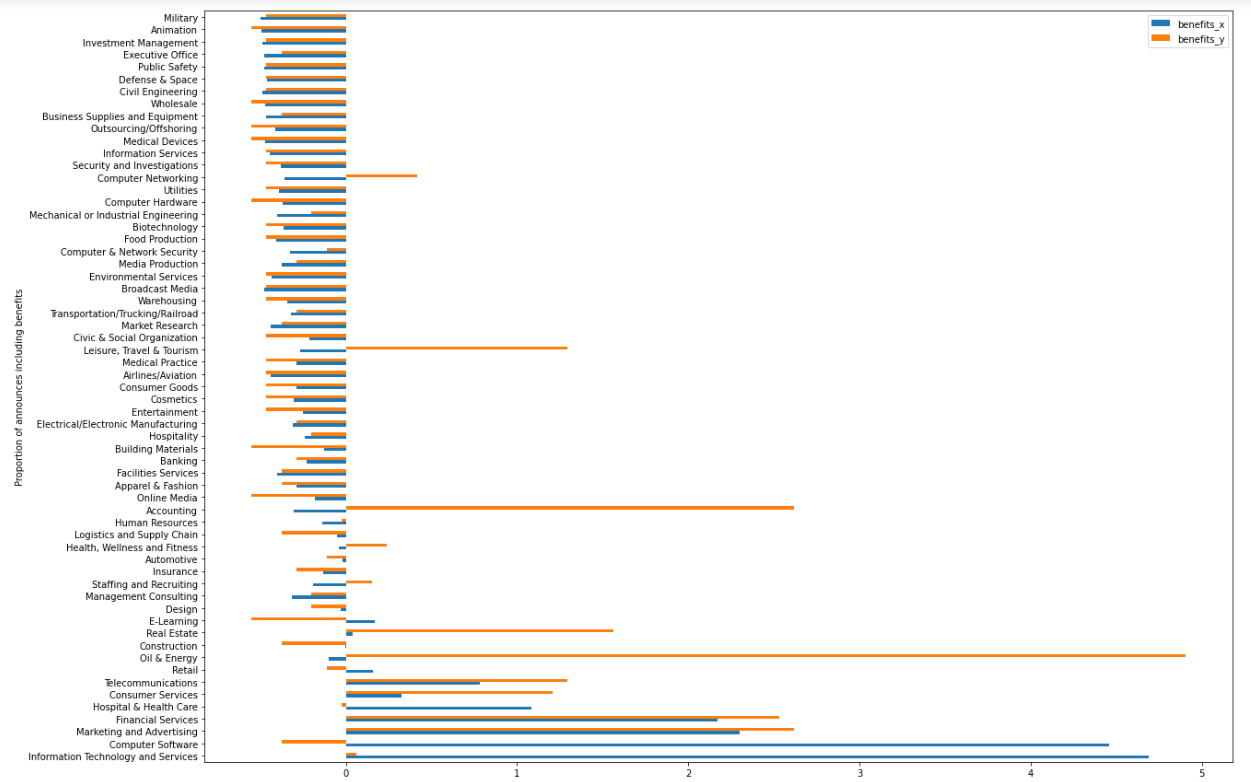 Military
benefits_x
Animation
benefits_y
Investment Management
Executive Office
Public Safety
Defense & Space
Civil Engineering
Wholesale
Business Supplies and Equipment
Outsourcing/Offshoring
Medical Devices
Information Services
Security and Investigations
Computer Networking
Utilities
Computer Hardware
Mechanical or Industrial Engineering
Biotechnology
Food Production
Computer & Network Security
Media Production
Environmental Services
Broadcast Media
Warehousing
Transportation/Trucking/Railroad
Market Research
Civic & Social Organization
Leisure, Travel & Tourism
Medical Practice
Airlines/Aviation
Consumer Goods
Cosmetics
Entertainment
Electrical/Electronic Manufacturing
Hospitality
Building Materials
Banking
Facilities Services
Apparel & Fashion
Online Media
Accounting
Human Resources
Logistics and Supply Chain
Health, Wellness and Fitness
Automotive
Insurance
Staffing and Recruiting
Management Consulting
Design
E-Learning
Real Estate
Construction
Oil & Energy
Retail
Telecommunications
Consumer Services
Hospital & Health Care
Financial Services
Marketing and Advertising
Computer Software
Information Technology and Services
Proportion of announces including benefits
0 1 2 3 4 5